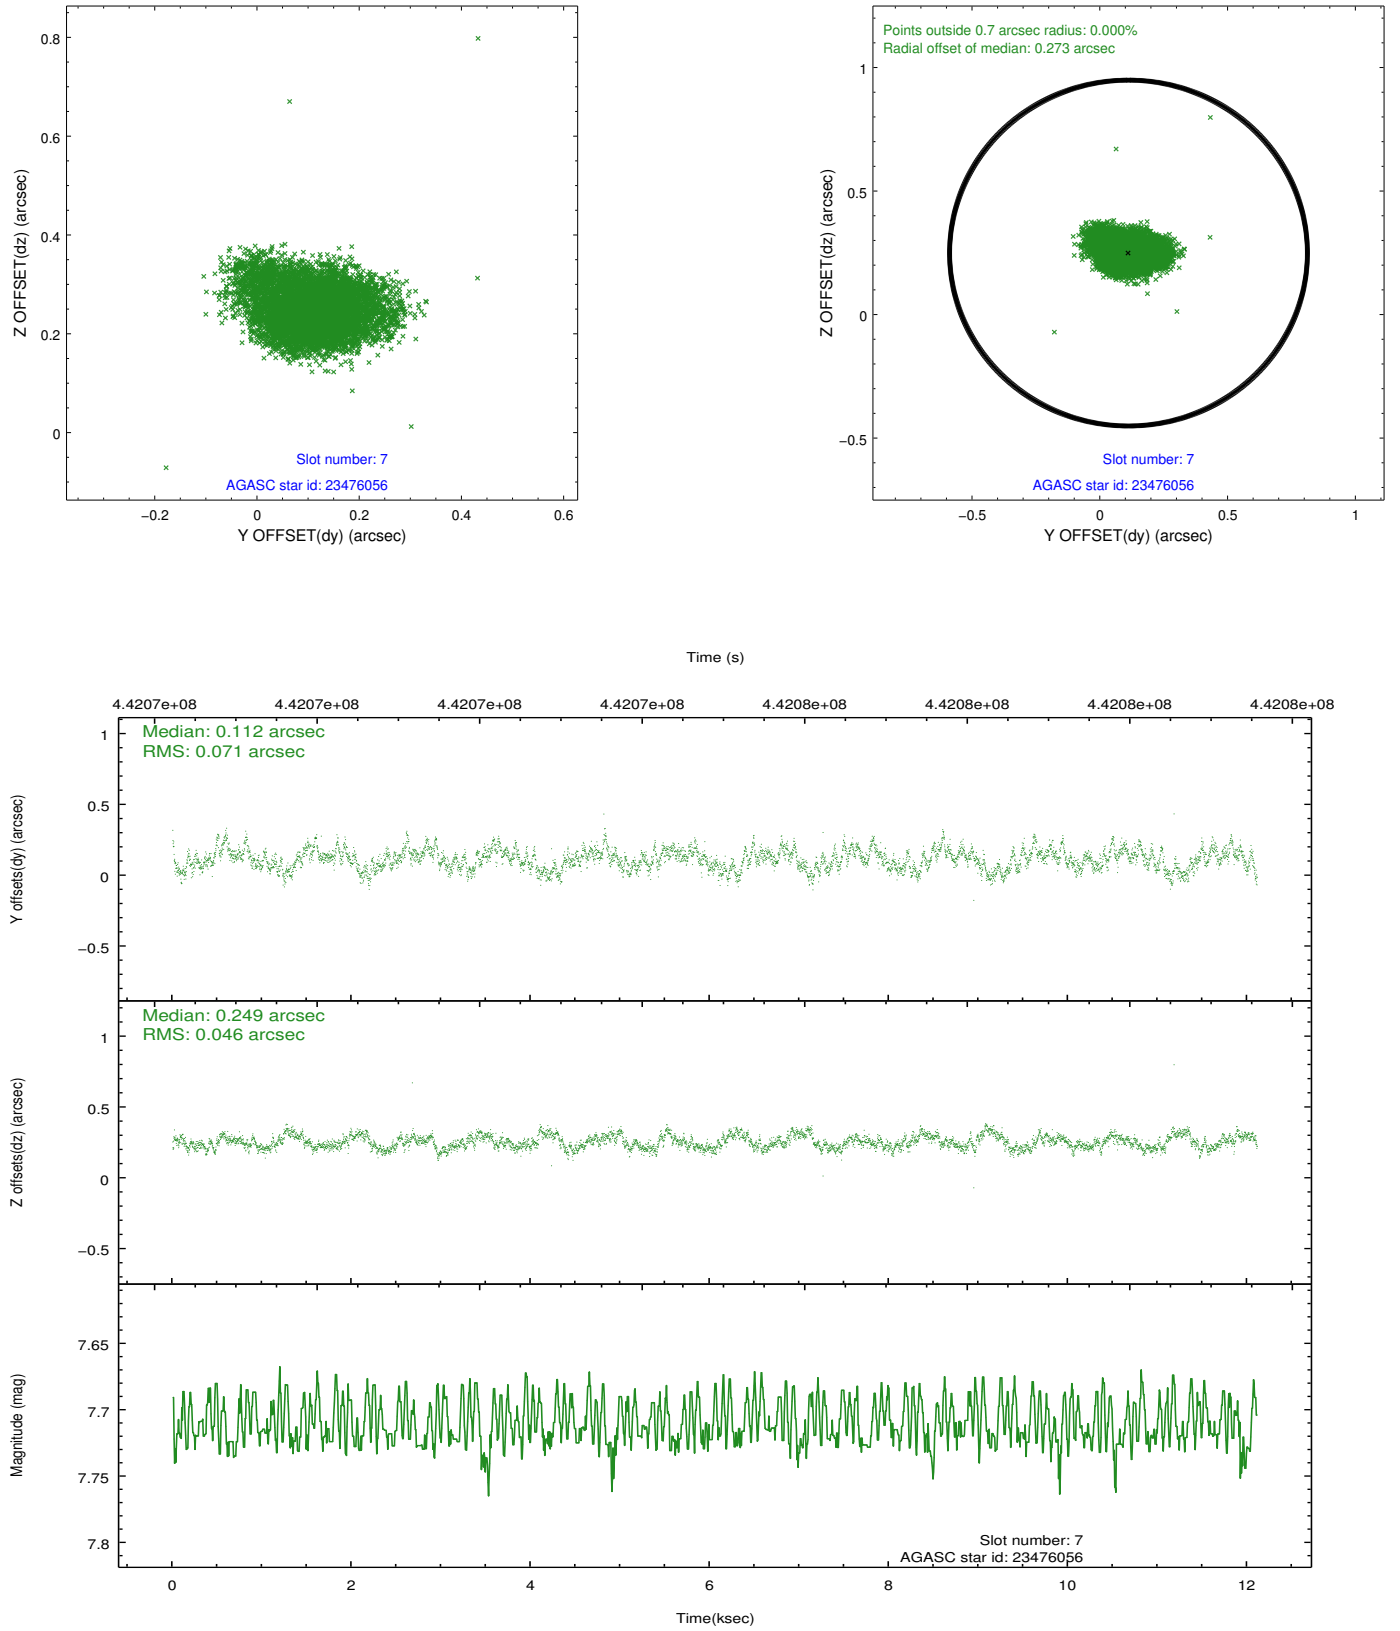 0.8
0.6
0.4
0.2
0
Z OFFSET(dz) (arcsec)
Slot number: 7
AGASC star id: 23476056
−0.2 0 0.2 0.4 0.6
Y OFFSET(dy) (arcsec)
Points outside 0.7 arcsec radius: 0.000%
Radial offset of median: 0.273 arcsec
1
0.5
0
−0.5
Z OFFSET(dz) (arcsec)
Slot number: 7
AGASC star id: 23476056
−0.5 0 0.5 1
Y OFFSET(dy) (arcsec)
Time (s)
4.4207e+08 4.4207e+08 4.4207e+08 4.4207e+08 4.4208e+08 4.4208e+08 4.4208e+08 4.4208e+08
Median: 0.112 arcsec
RMS: 0.071 arcsec
1
0.5
0
−0.5
Y offsets(dy) (arcsec)
Median: 0.249 arcsec
RMS: 0.046 arcsec
1
0.5
0
−0.5
Z offsets(dz) (arcsec)
7.65
7.7
7.75
7.8
Magnitude (mag)
Slot number: 7
AGASC star id: 23476056
0 2 4 6 8 10 12
Time(ksec)